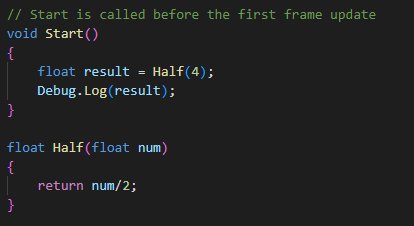 // Start is called before the first frame update
void Start()
{
    float result = Half(4);
    Debug.Log(result);
}

float Half(float num)
{
    return num/2;
}